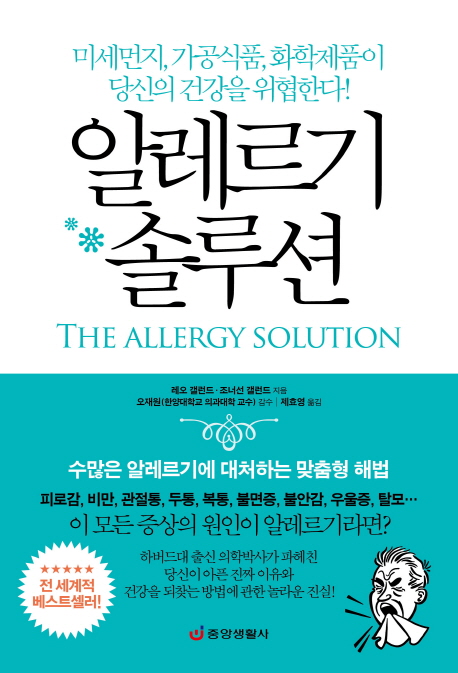 미세먼지, 가공식품, 화학제품이
당신의 건강을 위협한다!
알레르기
솔루션
THE ALLERGY SOLUTION
레오 갤런드 · 조너선 갤런드 지음
오재원(한양대학교 의과대학 교수) 감수 | 제효영 옮김
수많은 알레르기에 대처하는 맞춤형 해법
피로감, 비만, 관절통, 두통, 복통, 불면증, 불안감, 우울증, 탈모…
이 모든 증상의 원인이 알레르기라면?
하버드대 출신 의학박사가 파헤친
당신이 아픈 진짜 이유와
건강을 되찾는 방법에 관한 놀라운 진실!
★★★★★
전 세계적
베스트셀러!
중앙생활사